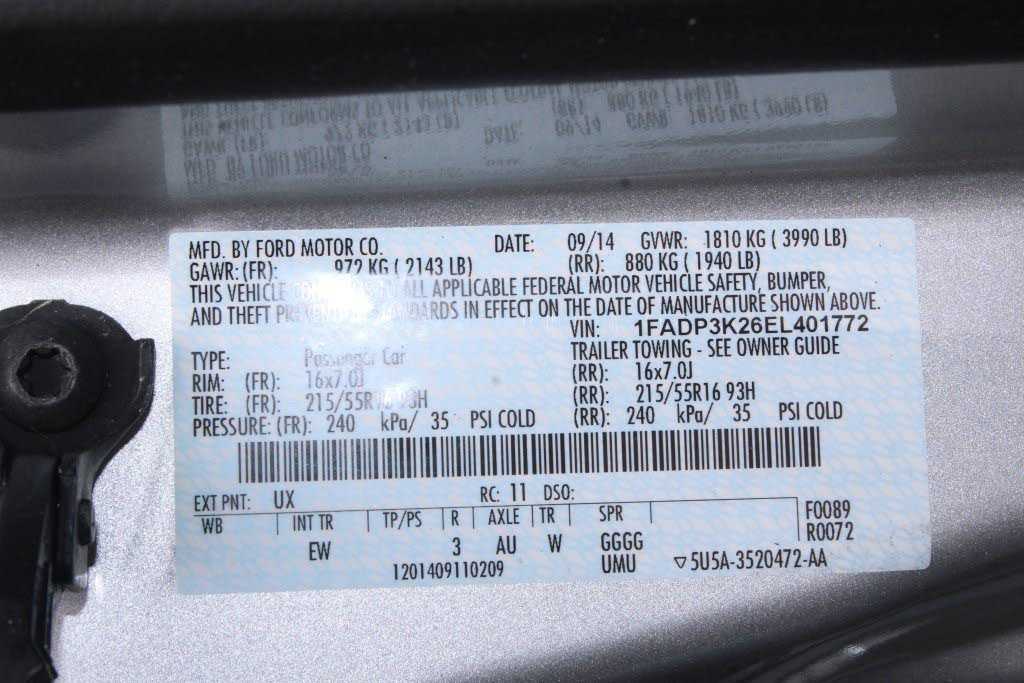 MFD. BY FORD MOTOR CO. DATE: 09/14 GVWR: 1810 KG ( 3990 LB)
GAWR: (FR): 972 KG ( 2143 LB) (RR): 880 KG ( 1940 LB)
THIS VEHICLE ALL APPLICABLE FEDERAL MOTOR VEHICLE SAFETY, BUMPER,
AND THEFT STANDARDS IN EFFECT ON THE DATE OF MANUFACTURE SHOWN ABOVE.
VIN: 1FADP3K26EL401772
TYPE: Passenger Car TRAILER TOWING - SEE OWNER GUIDE
RIM: (FR): 16x7.0J (RR): 16x7.0J
TIRE: (FR): 215/55R16 93H (RR): 215/55R16 93H
PRESSURE: (FR): 240 kPa/ 35 PSI COLD (RR): 240 kPa/ 35 PSI COLD
EXT PNT: UX RC: 11 DSO:
WB INT TR TP/PS R AXLE TR SPR F0089
EW 3 AU W GGGG R0072
1201409110209 UMU ▽5U5A-3520472-AA